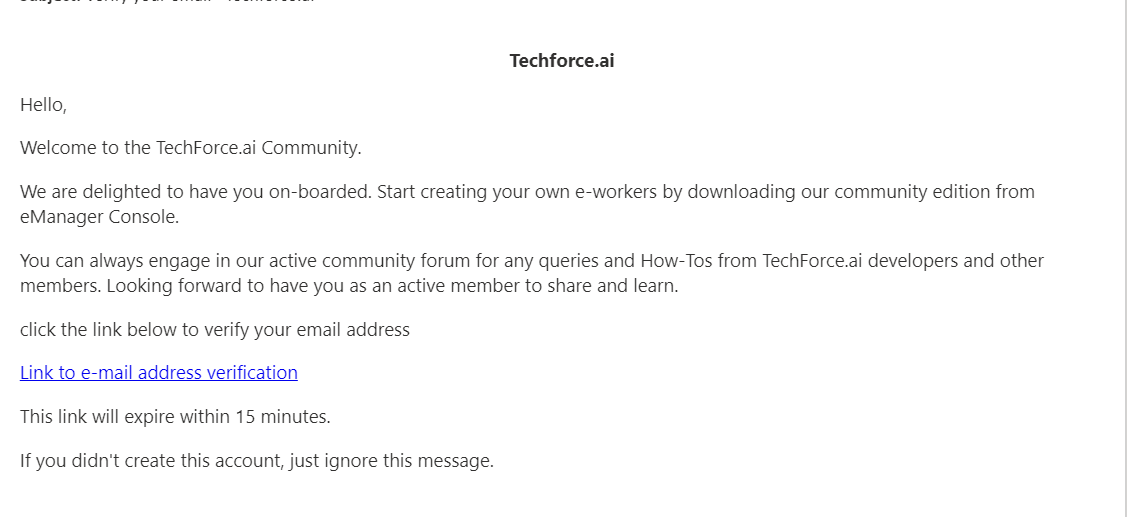 Techforce.ai
Hello,
Welcome to the TechForce.ai Community.
We are delighted to have you on-boarded. Start creating your own e-workers by downloading our community edition from
eManager Console.
You can always engage in our active community forum for any queries and How-Tos from TechForce.ai developers and other
members. Looking forward to have you as an active member to share and learn.
click the link below to verify your email address
Link to e-mail address verification
This link will expire within 15 minutes.
If you didn't create this account, just ignore this message.